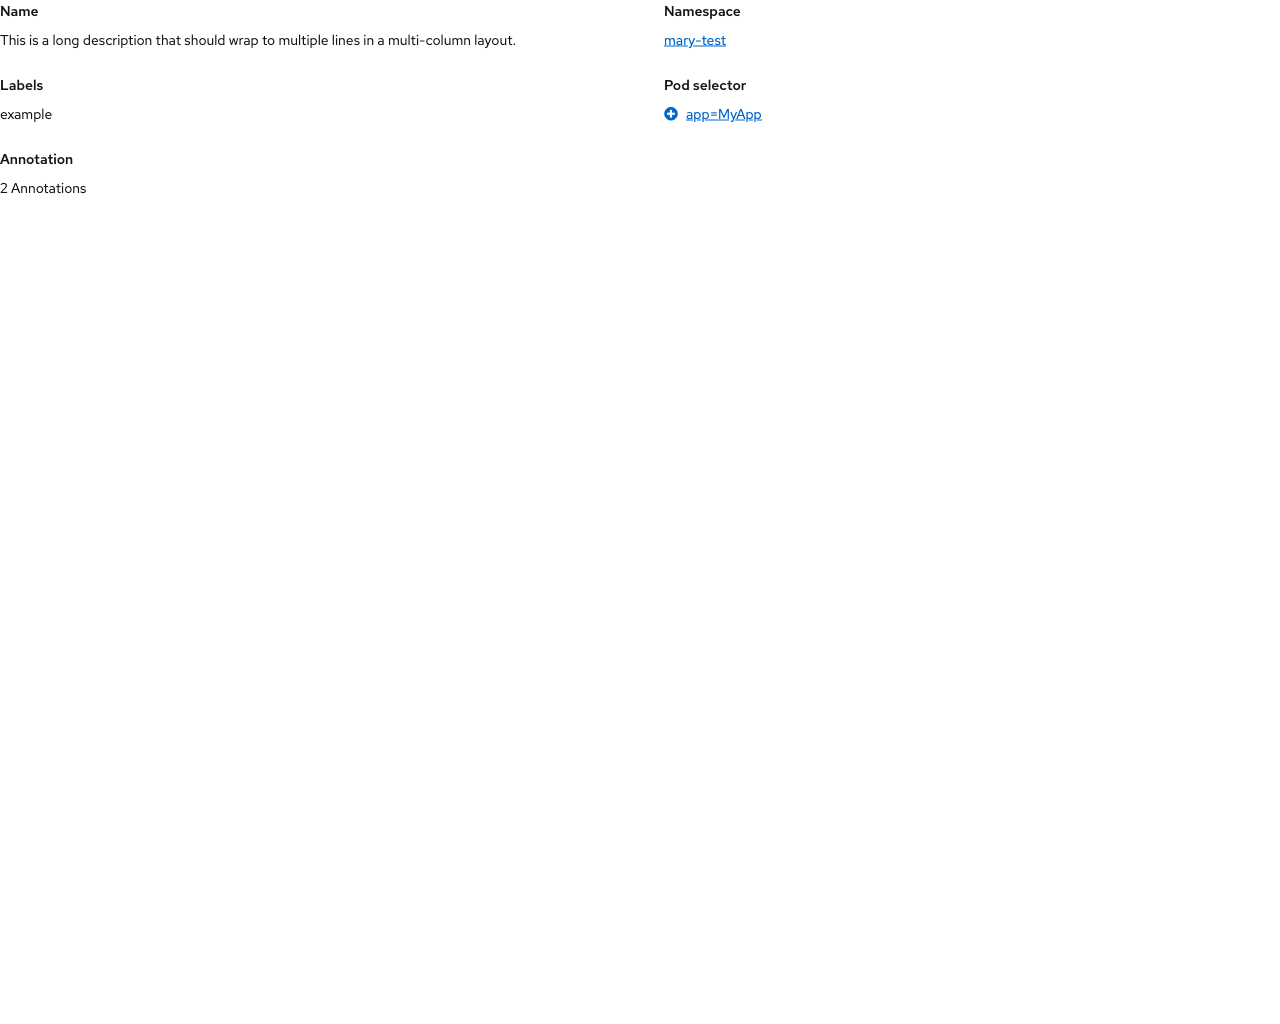 Name
This is a long description that should wrap to multiple lines in a multi-column layout.
Namespace
mary-test
Labels
example
Pod selector
app=MyApp
Annotation
2 Annotations